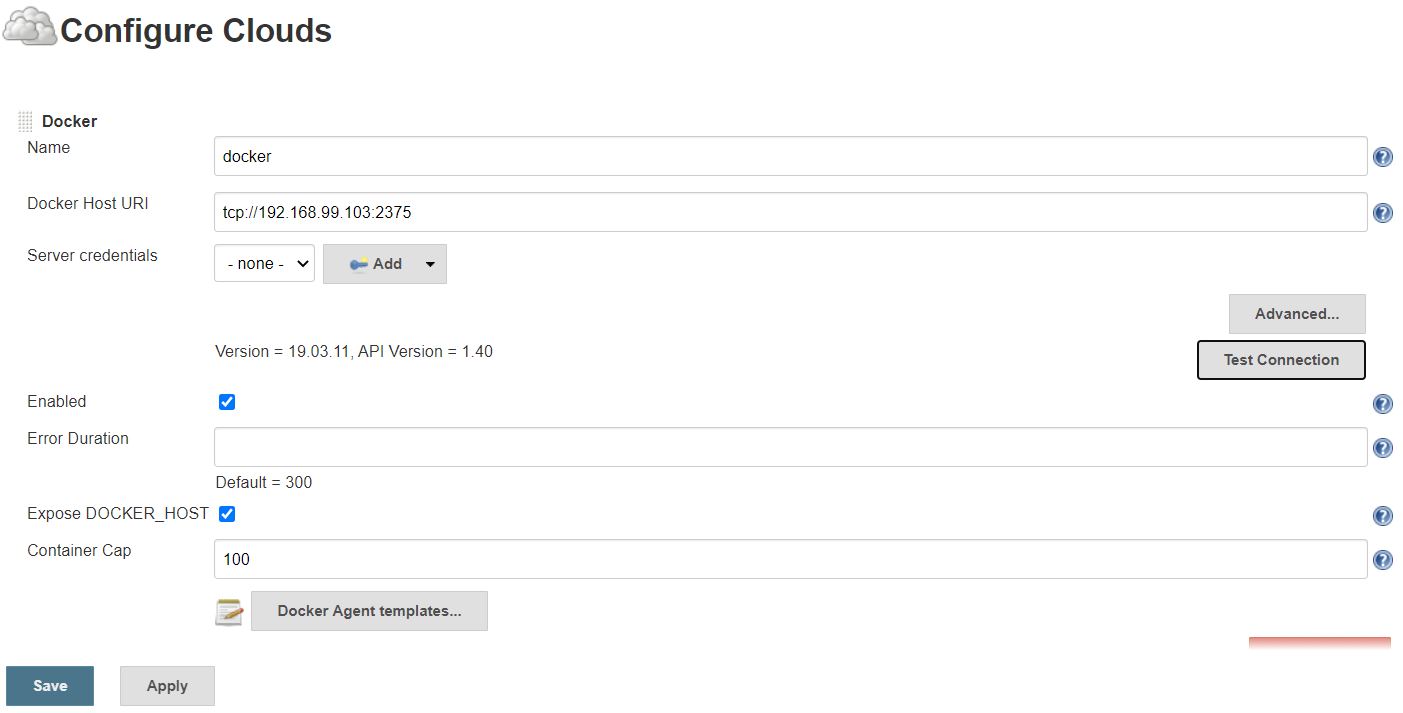 Configure Clouds
Docker
Name
docker
Docker Host URI
tcp://192.168.99.103:2375
Server credentials
- none -
Add
Advanced...
Version = 19.03.11, API Version = 1.40
Test Connection
Enabled
Error Duration
Default = 300
Expose DOCKER_HOST
Container Cap
100
Docker Agent templates...
Save
Apply